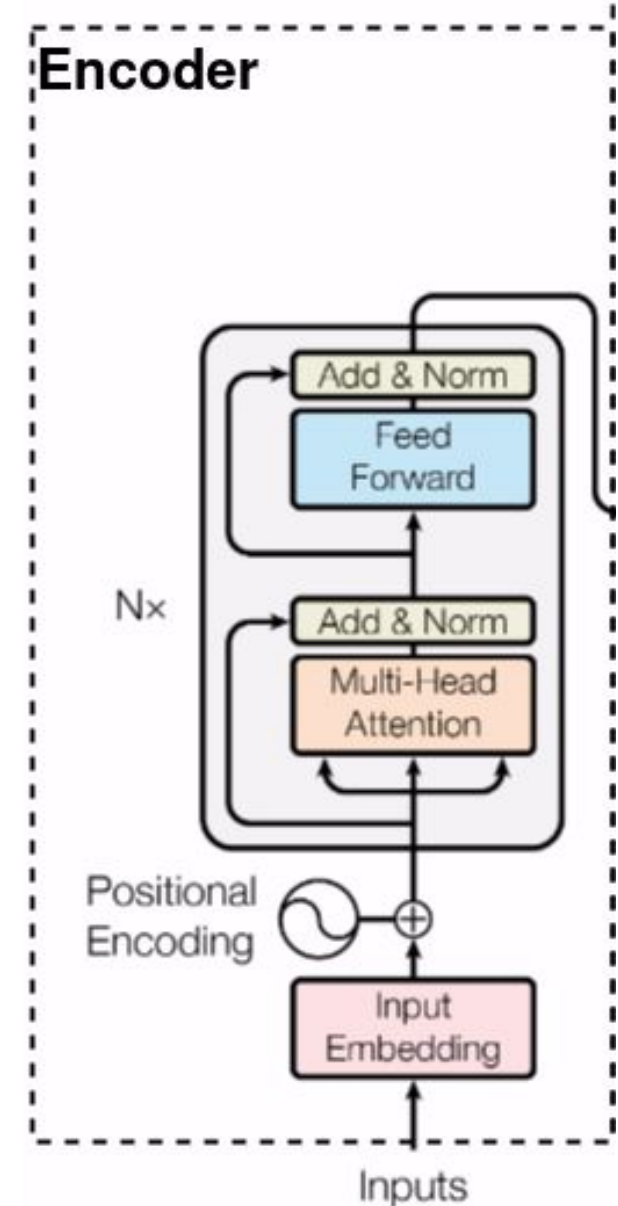 Encoder
Add & Norm
Feed
Forward
Nx
Add & Norm
Multi-Head
Attention
Positional
Encoding
Input
Embedding
Inputs